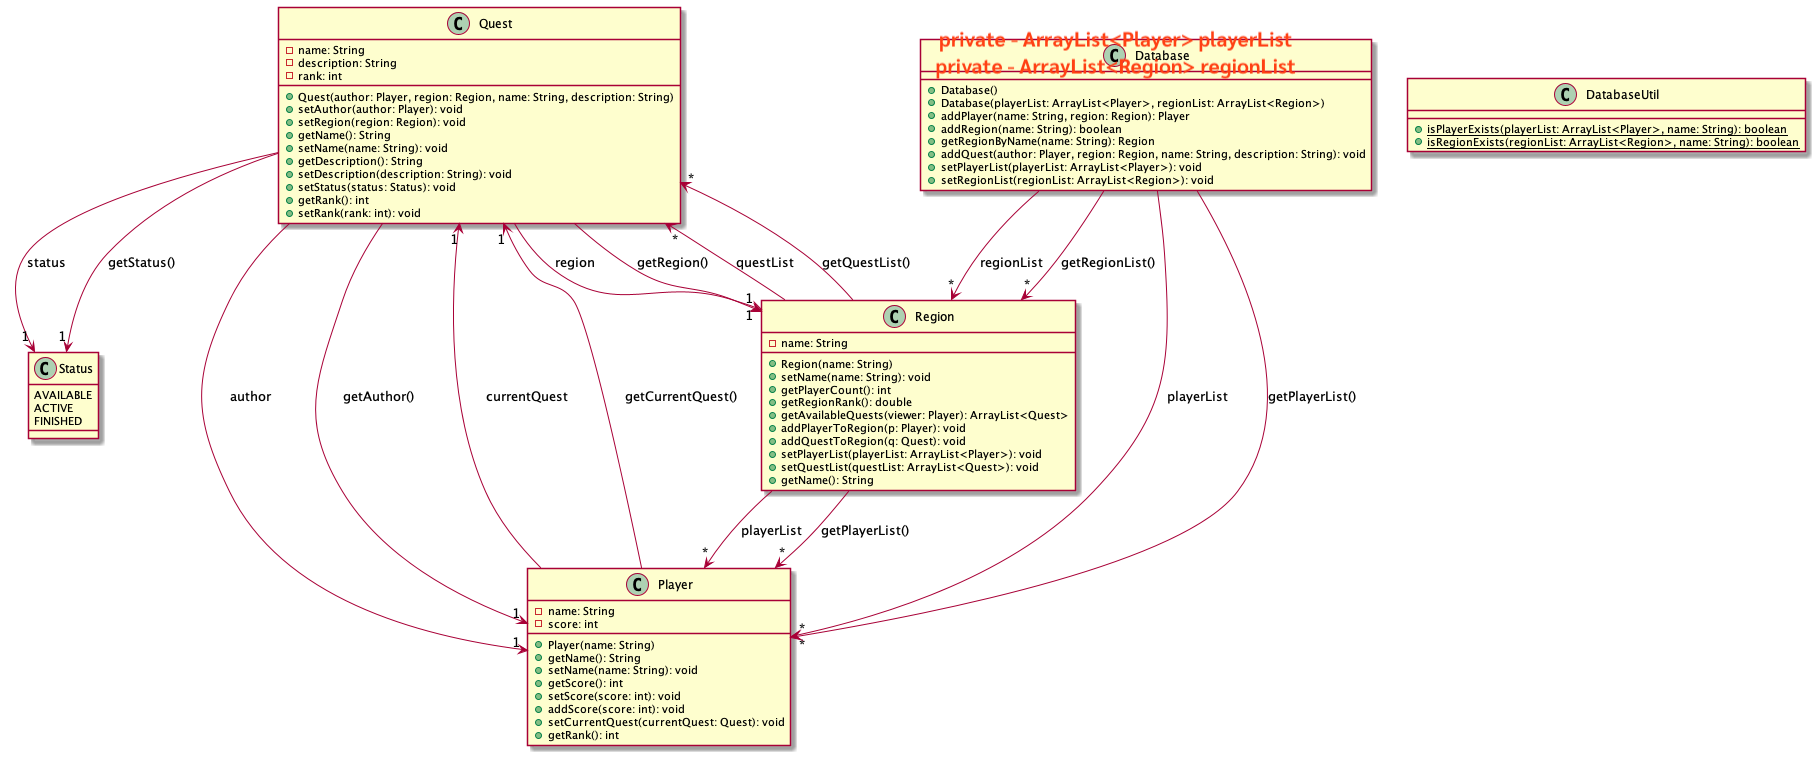 C Quest
name: String
description: String
rank: int
Quest(author: Player, region: Region, name: String, description: String)
setAuthor(author: Player): void
setRegion(region: Region): void
getName(): String
setName(name: String): void
getDescription(): String
setDescription(description: String): void
setStatus(status: Status): void
getRank(): int
setRank(rank: int): void
private - ArrayList<Player> playerList
C Database
private - ArrayList<Region> regionList
Database()
Database(playerList: ArrayList<Player>, regionList: ArrayList<Region>)
addPlayer(name: String, region: Region): Player
addRegion(name: String): boolean
getRegionByName(name: String): Region
addQuest(author: Player, region: Region, name: String, description: String): void
setPlayerList(playerList: ArrayList<Player>): void
setRegionList(regionList: ArrayList<Region>): void
C DatabaseUtil
isPlayerExists(playerList: ArrayList<Player>, name: String): boolean
isRegionExists(regionList: ArrayList<Region>, name: String): boolean
*
1
1
*
status
getStatus()
region
getRegion()
questList
getQuestList()
regionList
getRegionList()
*
*
1
1
1
1
C Status
AVAILABLE
ACTIVE
FINISHED
C Region
name: String
Region(name: String)
setName(name: String): void
getPlayerCount(): int
getRegionRank(): double
getAvailableQuests(viewer: Player): ArrayList<Quest>
addPlayerToRegion(p: Player): void
addQuestToRegion(q: Quest): void
setPlayerList(playerList: ArrayList<Player>): void
setQuestList(questList: ArrayList<Quest>): void
getName(): String
author
getAuthor()
currentQuest
getCurrentQuest()
playerList
getPlayerList()
playerList
getPlayerList()
*
*
1
1
*
*
C Player
name: String
score: int
Player(name: String)
getName(): String
setName(name: String): void
getScore(): int
setScore(score: int): void
addScore(score: int): void
setCurrentQuest(currentQuest: Quest): void
getRank(): int